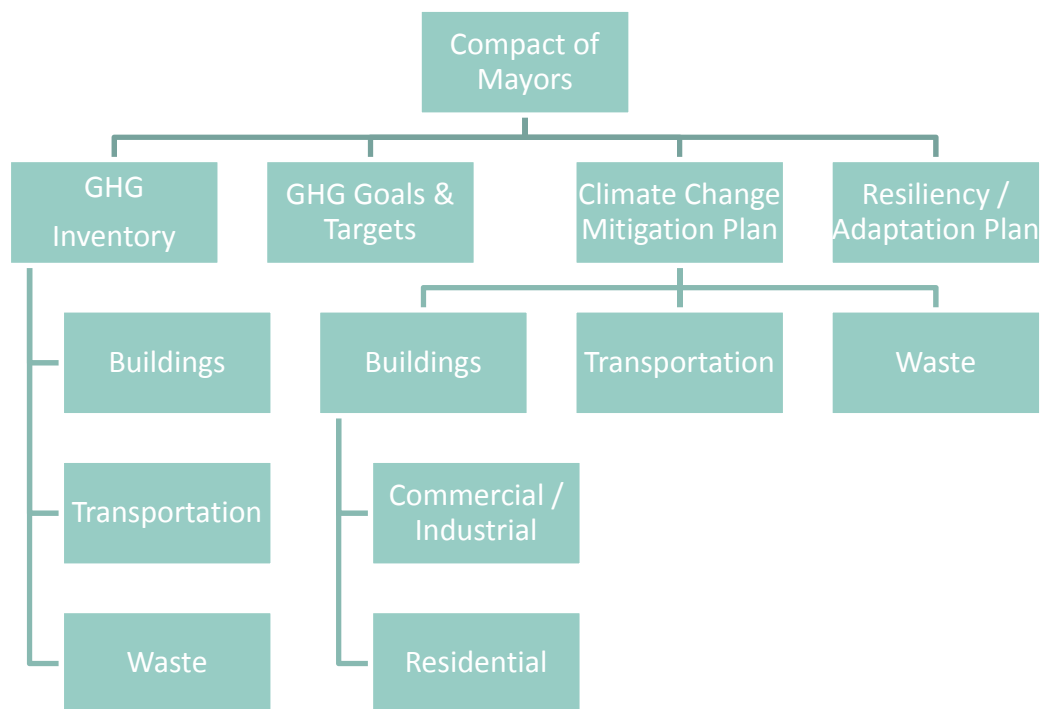 Compact of
Mayors
GHG
Inventory
GHG Goals &
Targets
Climate Change
Mitigation Plan
Resiliency /
Adaptation Plan
Buildings
Transportation
Waste
Buildings
Commercial /
Industrial
Residential
Transportation
Waste